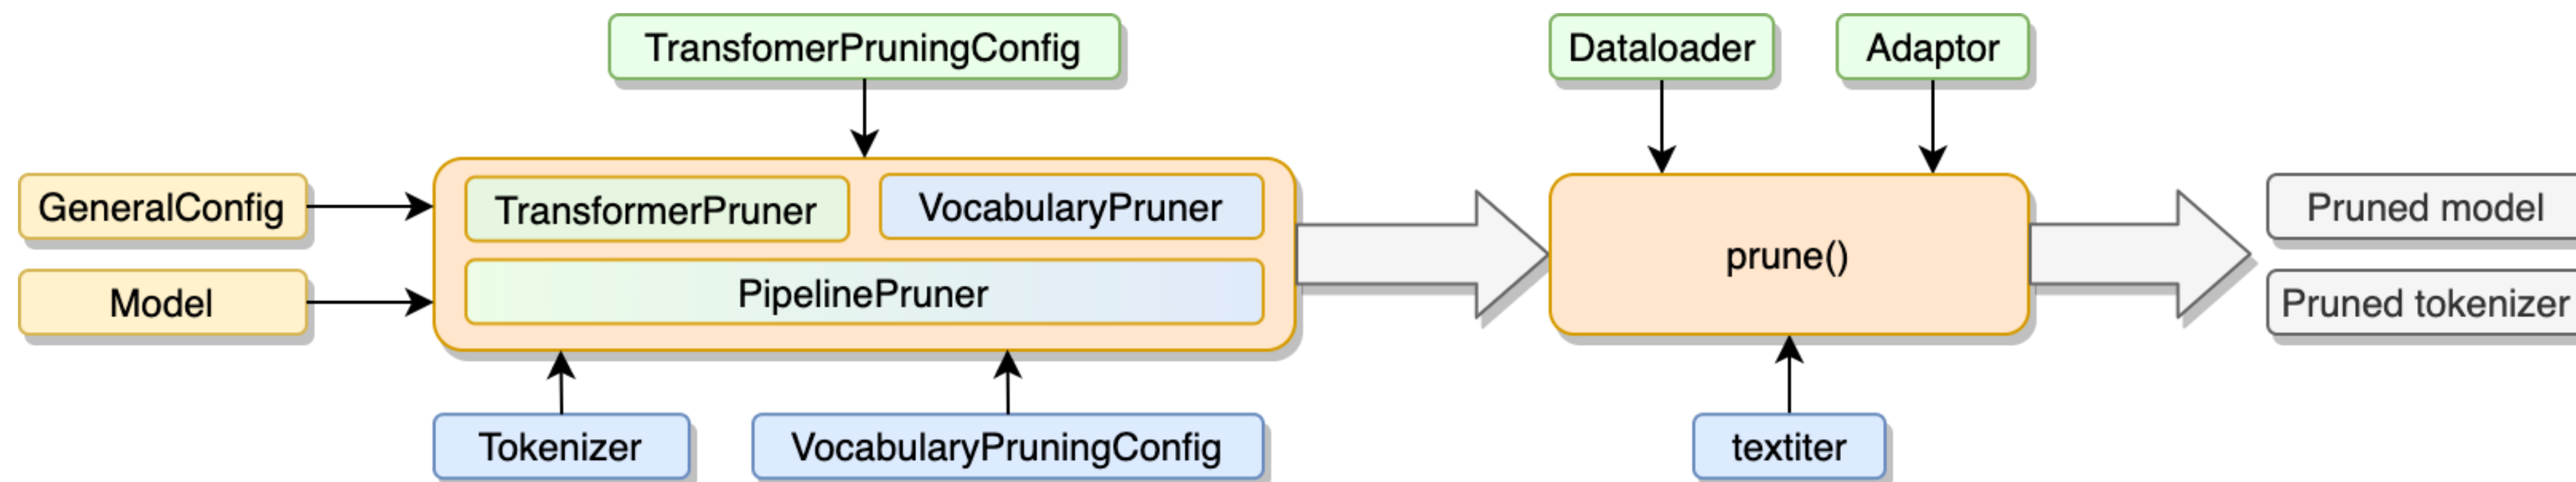 TransfomerPruningConfig
Dataloader
Adaptor
GeneralConfig
TransformerPruner
VocabularyPruner
Pruned model
prune()
Model
PipelinePruner
Pruned tokenizer
Tokenizer
VocabularyPruningConfig
textiter